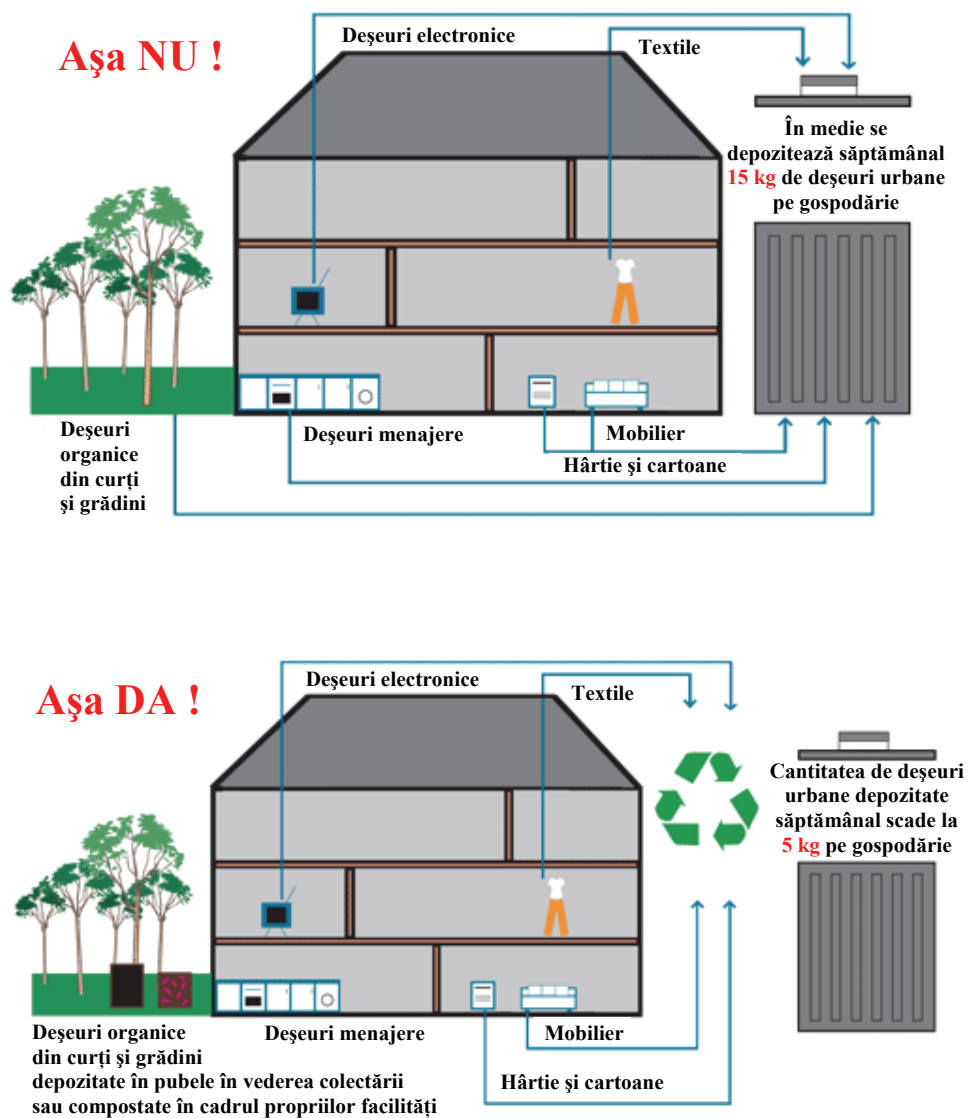 Aşa NU !
Deşeuri electronice
Textile
În medie se
depozitează săptămânal
15 kg de deşeuri urbane
pe gospodărie
Deşeuri
organice
din curți
şi grădini
Deşeuri menajere
Mobilier
Hârtie şi cartoane
Aşa DA !
Deşeuri electronice
Textile
Cantitatea de deşeuri
urbane depozitate
săptămânal scade la
5 kg pe gospodărie
Deşeuri organice
din curți şi grădini
depozitate în pubele în vederea colectării
sau compostate în cadrul propriilor facilități
Deşeuri menajere
Mobilier
Hârtie şi cartoane